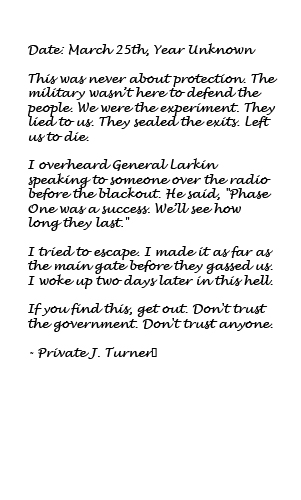 Date: March 25th, Year Unknown
This was never about protection. The
military wasn't here to defend the
people. We were the experiment. They
lied to us. They sealed the exits. Left
us to die.
I overheard General Larkin
speaking to someone over the radio
before the blackout. He said, "Phase
One was a success. We'll see how
long they last."
I tried to escape. I made it as far as
the main gate before they gassed us.
I woke up two days later in this hell.
If you find this, get out. Don't trust
the government. Don't trust anyone.
- Private J. Turner